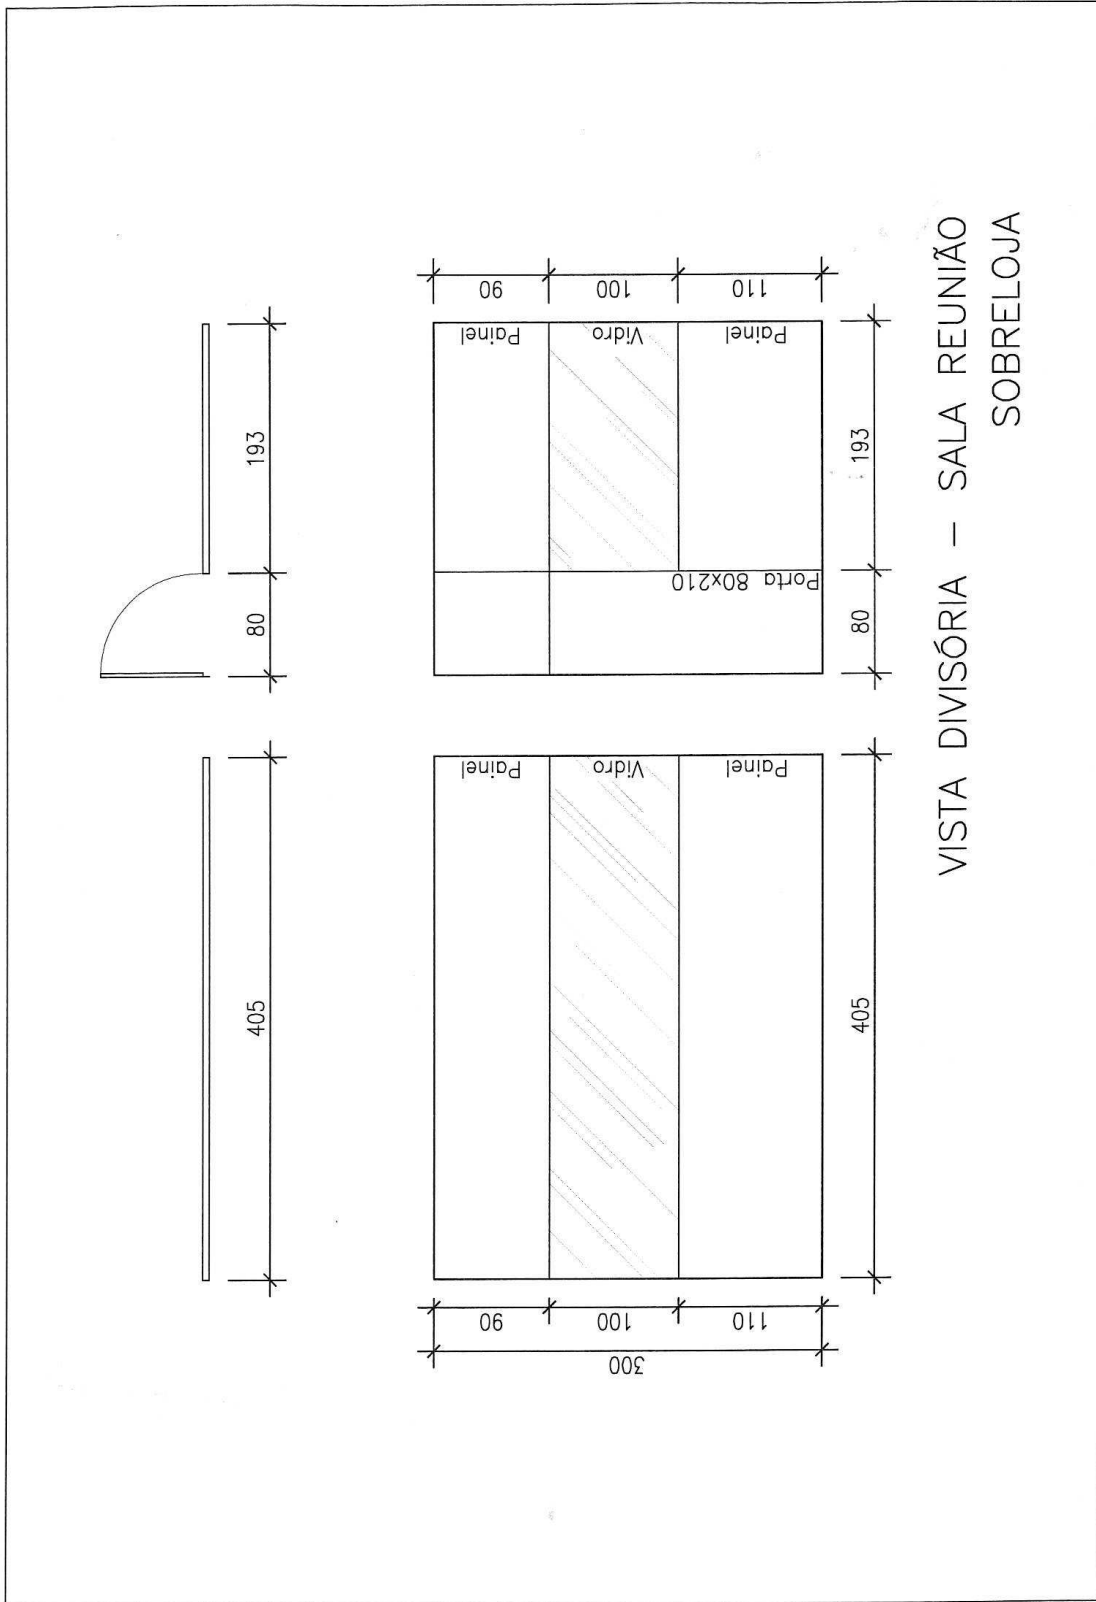 405
80
193
300
90
100
110
Painel
Vidro
Painel
Porta 80x210
Painel
Vidro
Painel
90
100
110
405
80
193
VISTA DIVISÓRIA – SALA REUNIÃO
SOBRELOJA